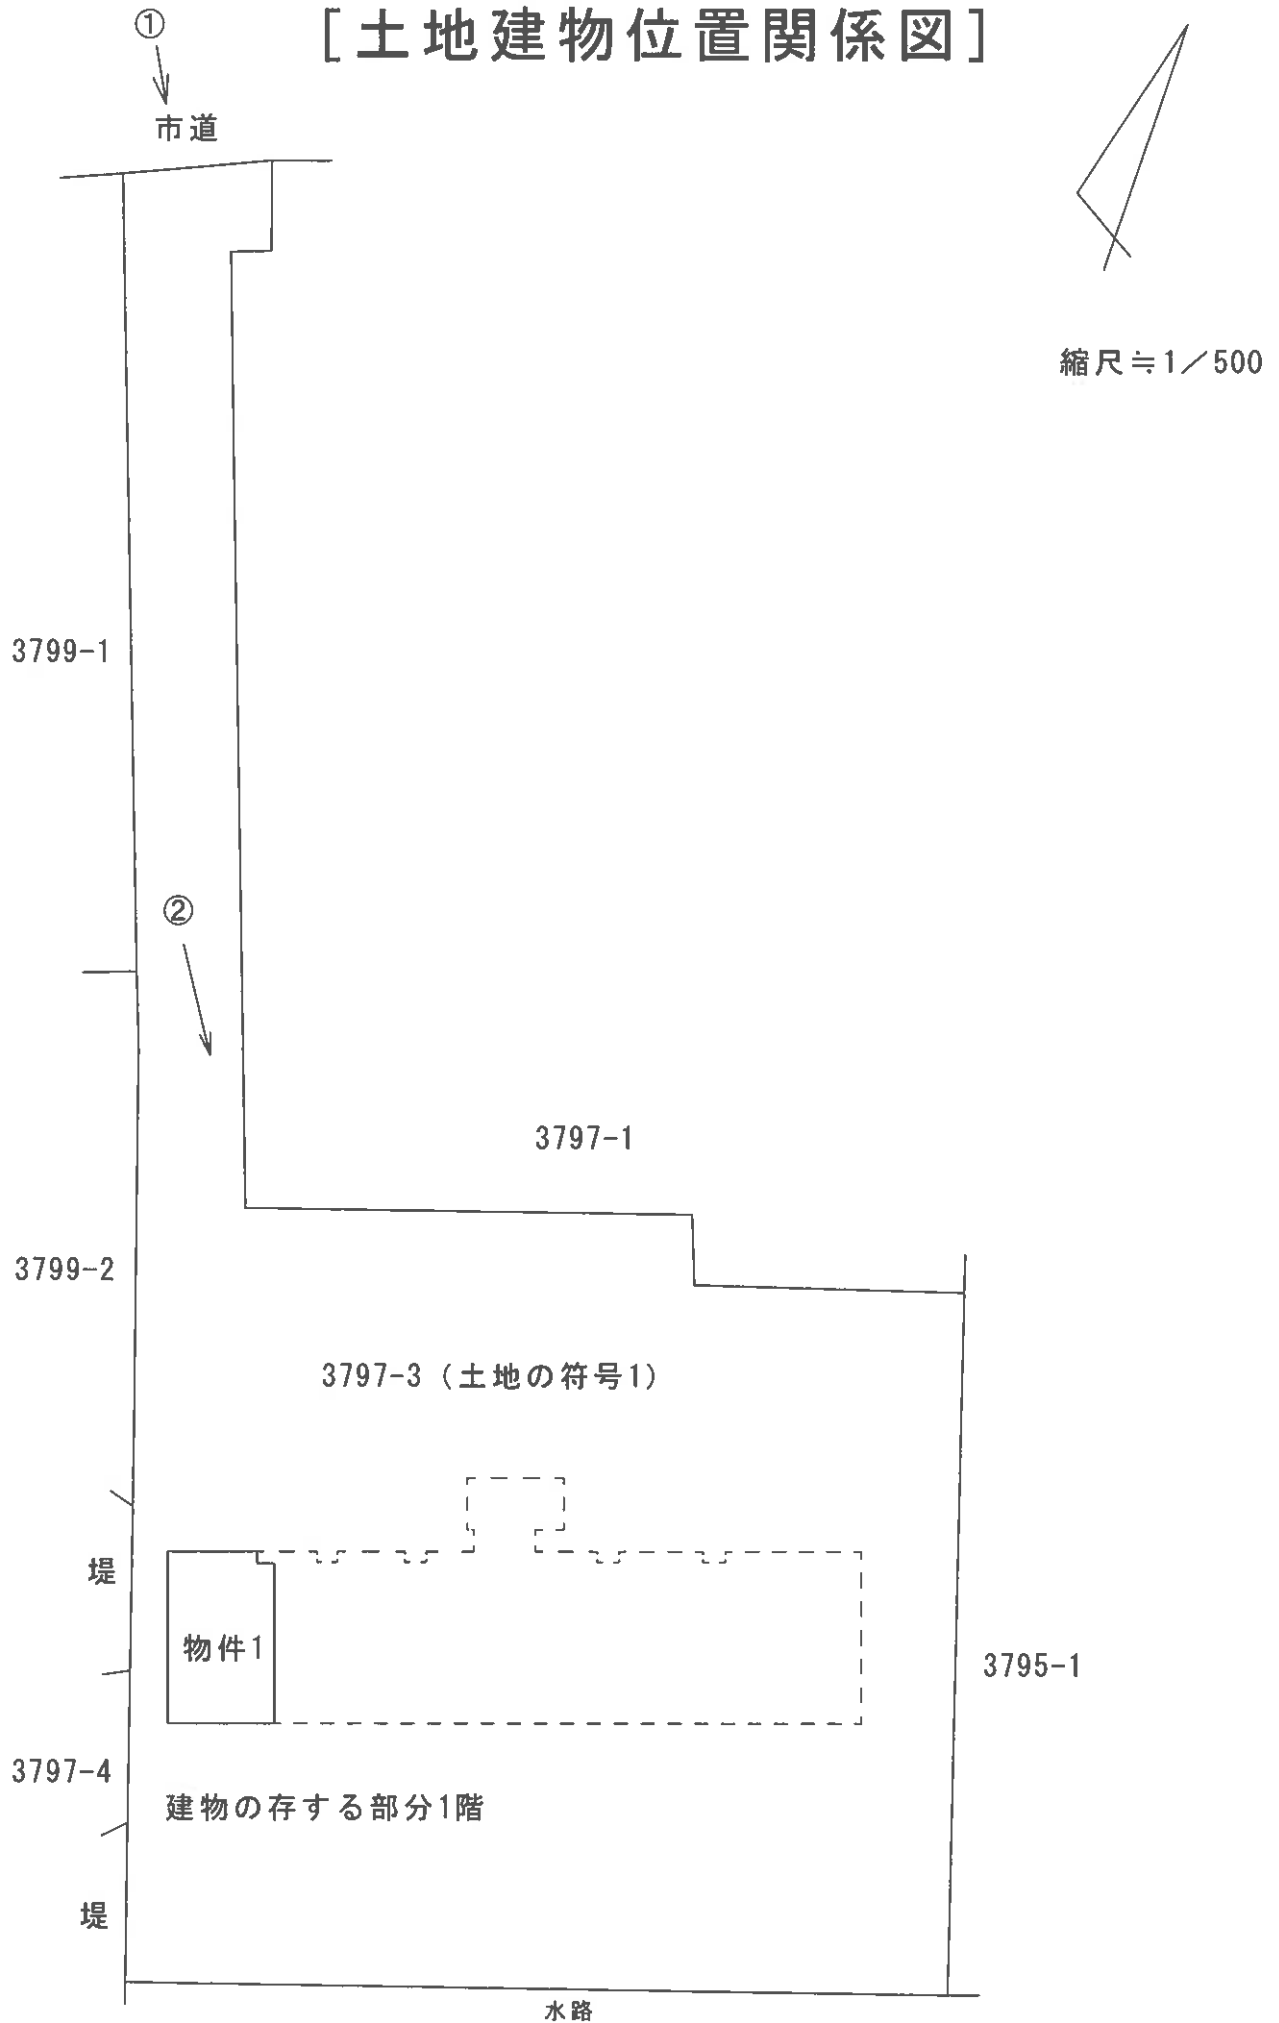 ①
[土地建物位置関係図]
市道
縮尺≒1/500
3799-1
②
3797-1
3799-2
3797-3（土地の符号1）
堤
物件1
3795-1
3797-4
建物の存する部分1階
堤
水路